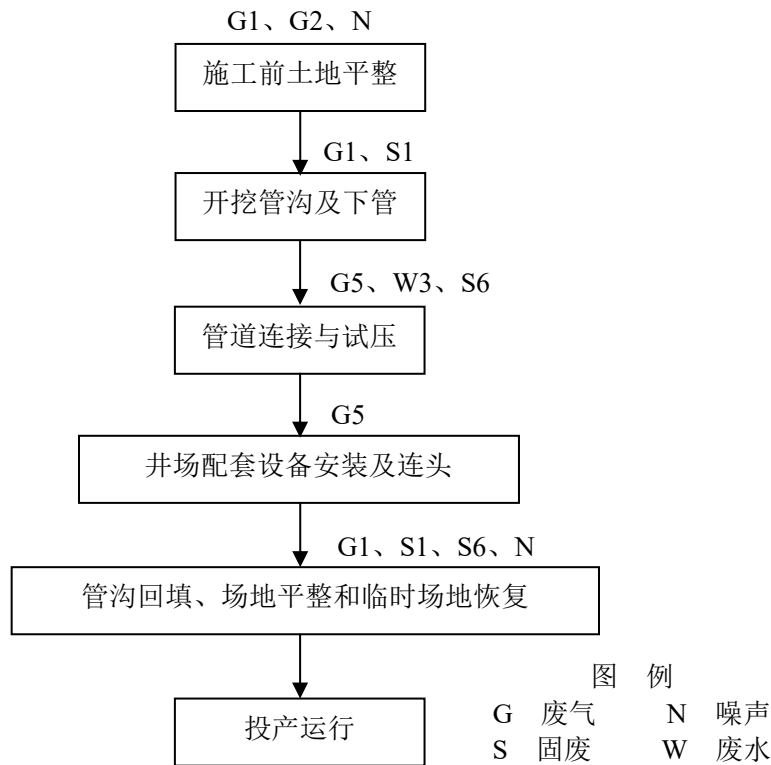 G1、G2、N
施工前土地平整
G1、S1
开挖管沟及下管
G5、W3、S6
管道连接与试压
G5
井场配套设备安装及连头
G1、S1、S6、N
管沟回填、场地平整和临时场地恢复
投产运行
图 例
G 废气 N 噪声
S 固废 W 废水